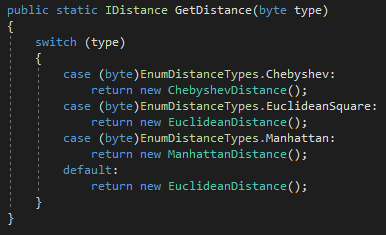 public static IDistance GetDistance(byte type)
{
    switch (type)
    {
        case (byte)EnumDistanceTypes.Chebyshev:
            return new ChebyshevDistance();
        case (byte)EnumDistanceTypes.EuclideanSquare:
            return new EuclideanDistance();
        case (byte)EnumDistanceTypes.Manhattan:
            return new ManhattanDistance();
        default:
            return new EuclideanDistance();
    }
}